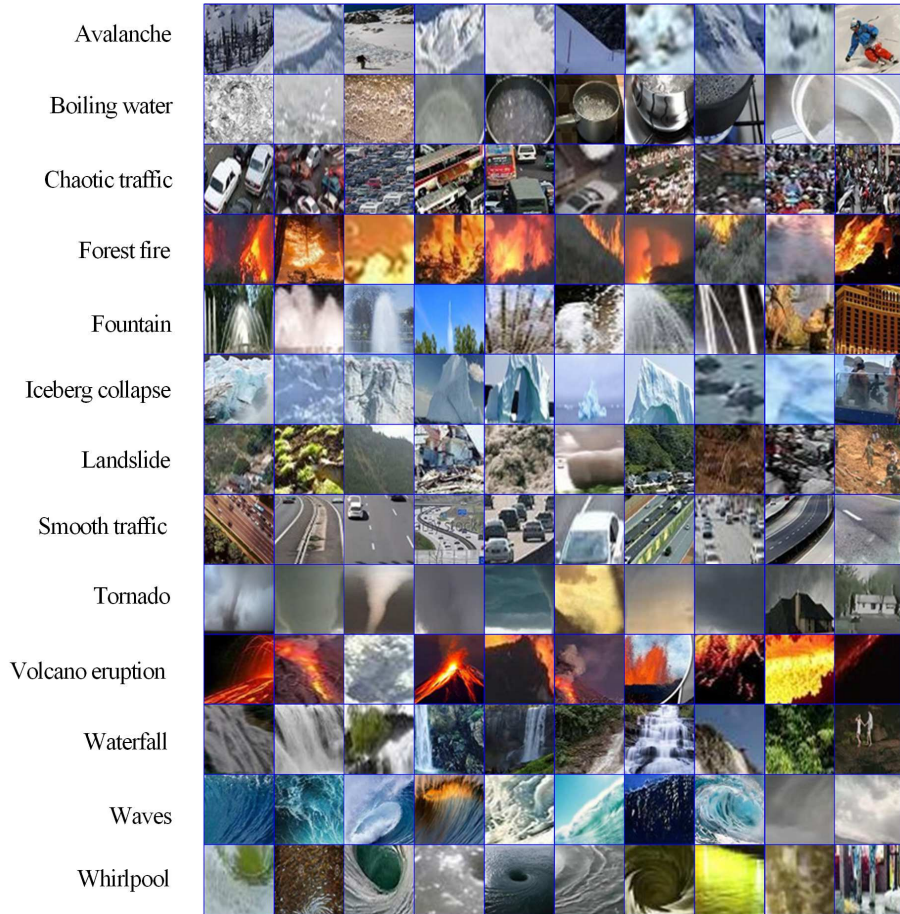 Avalanche
Boiling water
Chaotic traffic
Forest fire
Fountain
Iceberg collapse
Landslide
Smooth traffic
Tornado
Volcano eruption
Waterfall
Waves
Whirlpool